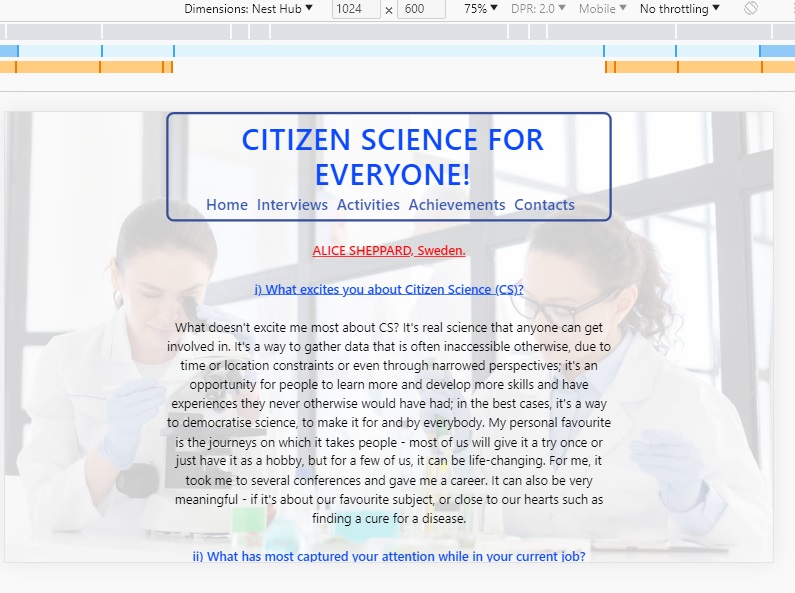 Dimensions: Nest Hub ▼ 1024 × 600 75% ▼ DPR: 2.0 ▼ Mobile ▼ No throttling ▼
CITIZEN SCIENCE FOR
EVERYONE!
Home Interviews Activities Achievements Contacts
ALICE SHEPPARD, Sweden.
i) What excites you about Citizen Science (CS)?
What doesn't excite me most about CS? It's real science that anyone can get
involved in. It's a way to gather data that is often inaccessible otherwise, due to
time or location constraints or even through narrowed perspectives; it's an
opportunity for people to learn more and develop more skills and have
experiences they never otherwise would have had; in the best cases, it's a way
to democratise science, to make it for and by everybody. My personal favourite
is the journeys on which it takes people - most of us will give it a try once or
just have it as a hobby, but for a few of us, it can be life-changing. For me, it
took me to several conferences and gave me a career. It can also be very
meaningful - if it's about our favourite subject, or close to our hearts such as
finding a cure for a disease.
ii) What has most captured your attention while in your current job?